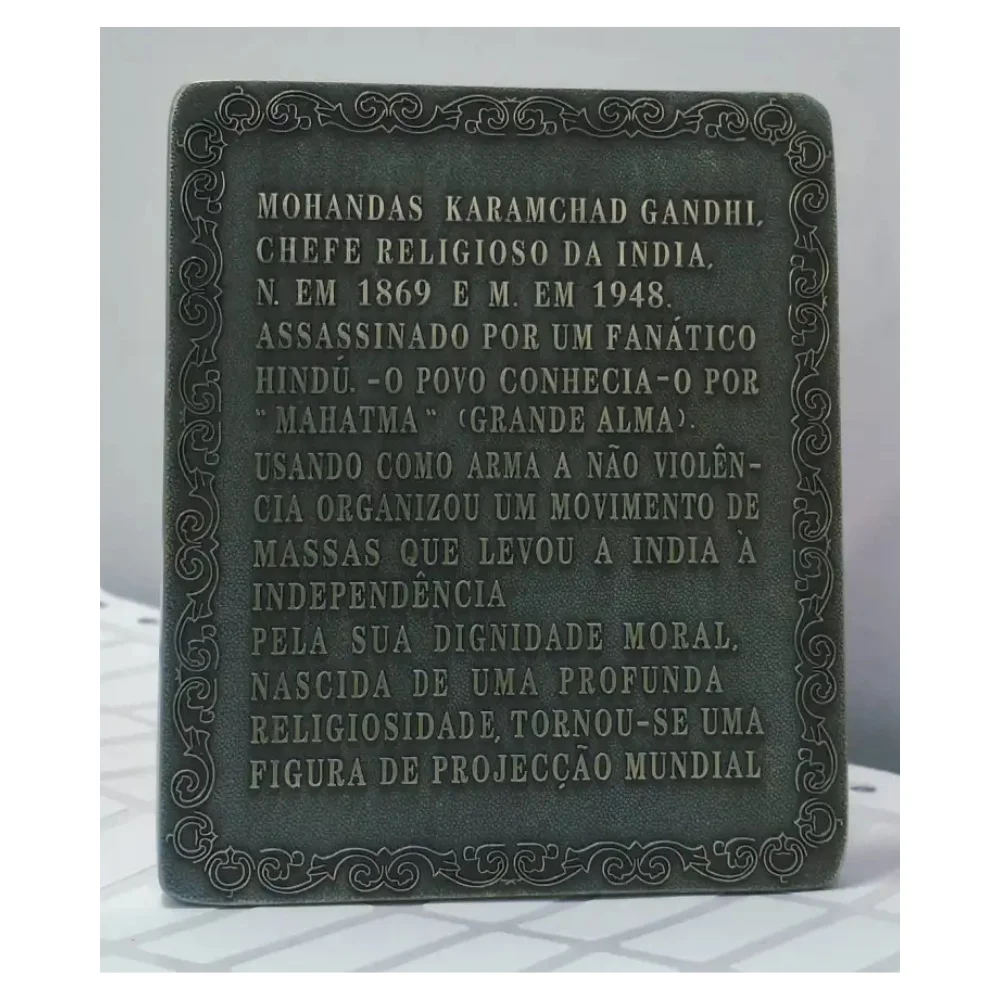 MOHANDAS KARAMCHAD GANDHI,
CHEFE RELIGIOSO DA INDIA,
N. EM 1869 E M. EM 1948.
ASSASSINADO POR UM FANÁTICO
HINDÚ. -O POVO CONHECIA-O POR
"MAHATMA" (GRANDE ALMA).
USANDO COMO ARMA A NÃO VIOLÊN-
CIA ORGANIZOU UM MOVIMENTO DE
MASSAS QUE LEVOU A INDIA À
INDEPENDÊNCIA
PELA SUA DIGNIDADE MORAL,
NASCIDA DE UMA PROFUNDA
RELIGIOSIDADE, TORNOU-SE UMA
FIGURA DE PROJECÇÃO MUNDIAL